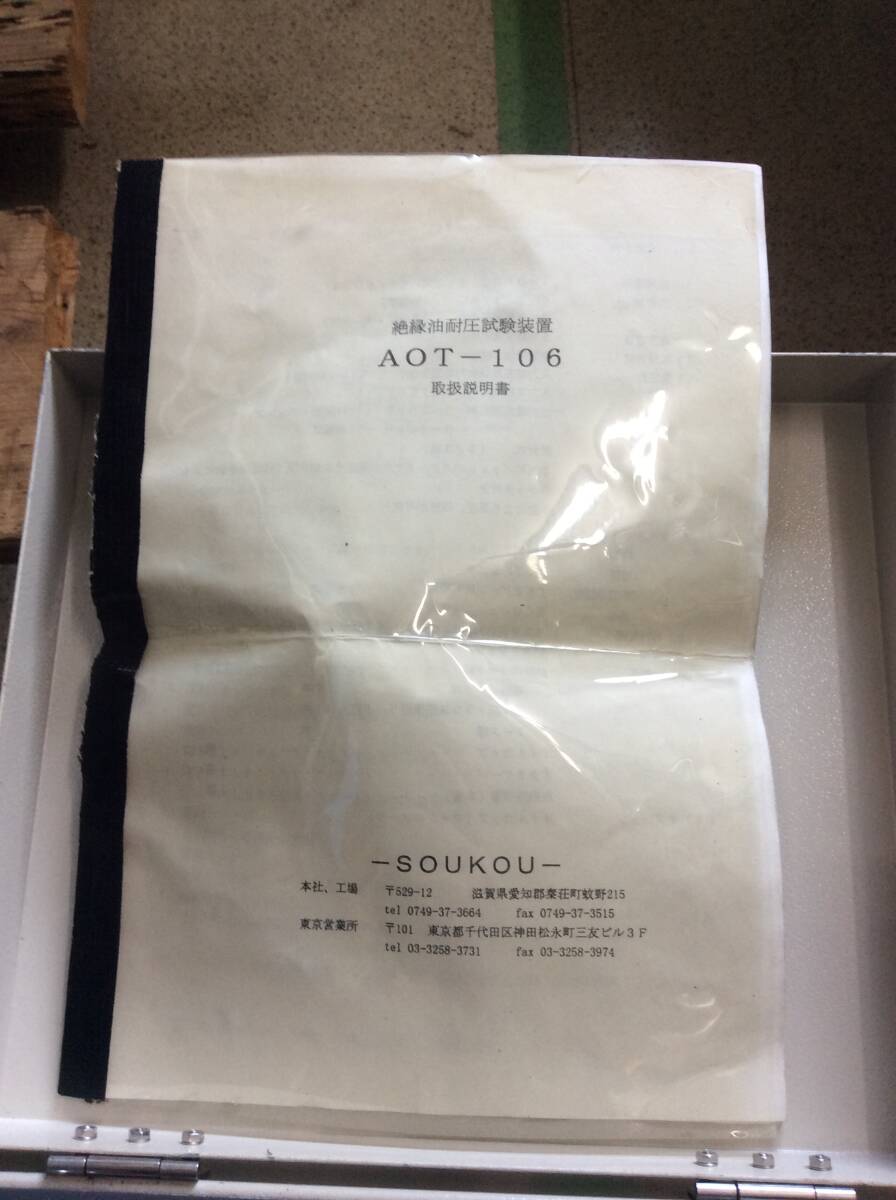 絶縁油耐圧試験装置
AOT－106
取扱説明書
－SOUKOU－
本社、工場 〒529-12 滋賀県愛知郡秦荘町蚊野215
tel 0749-37-3664 fax 0749-37-3515
東京営業所 〒101 東京都千代田区神田松永町三友ビル3F
tel 03-3258-3731 fax 03-3258-3974